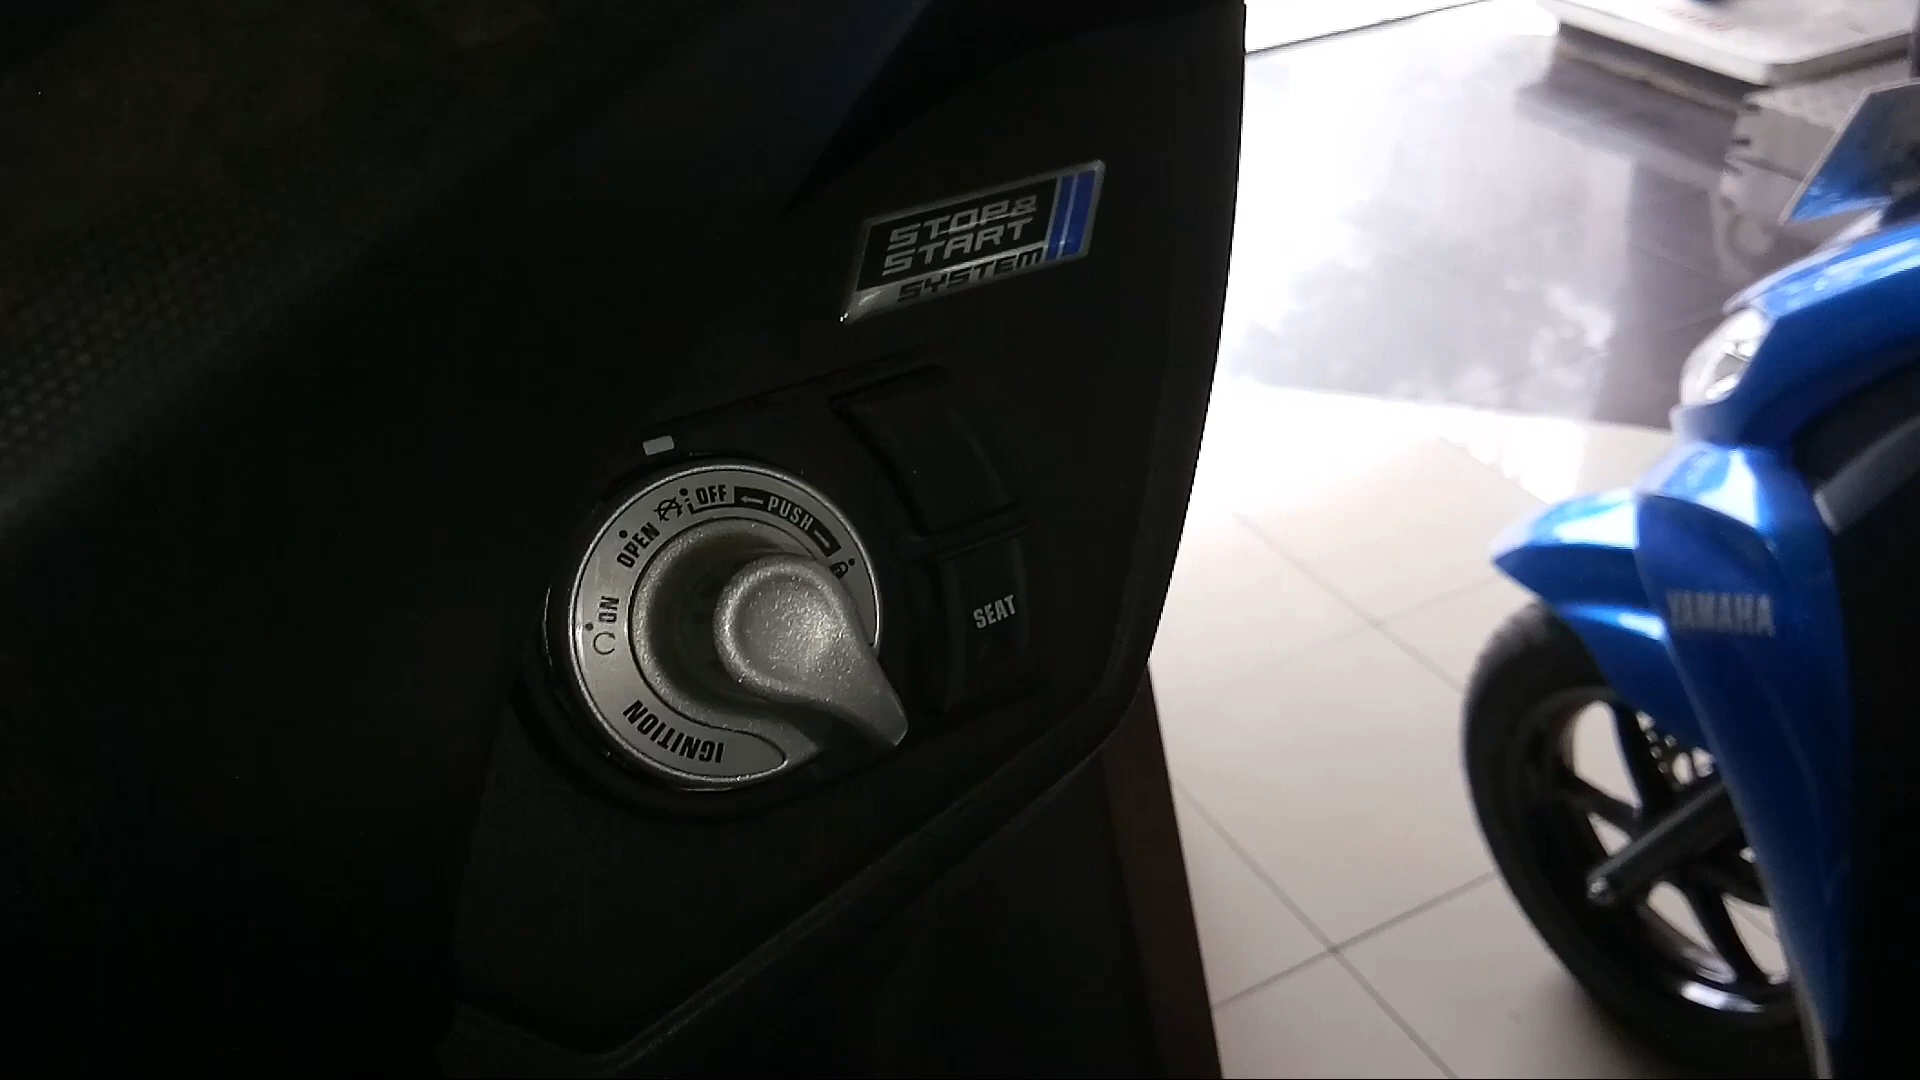 STOP&
START
SYSTEM
OFF
PUSH
OPEN
ON
IGNITION
SEAT
YAMAHA